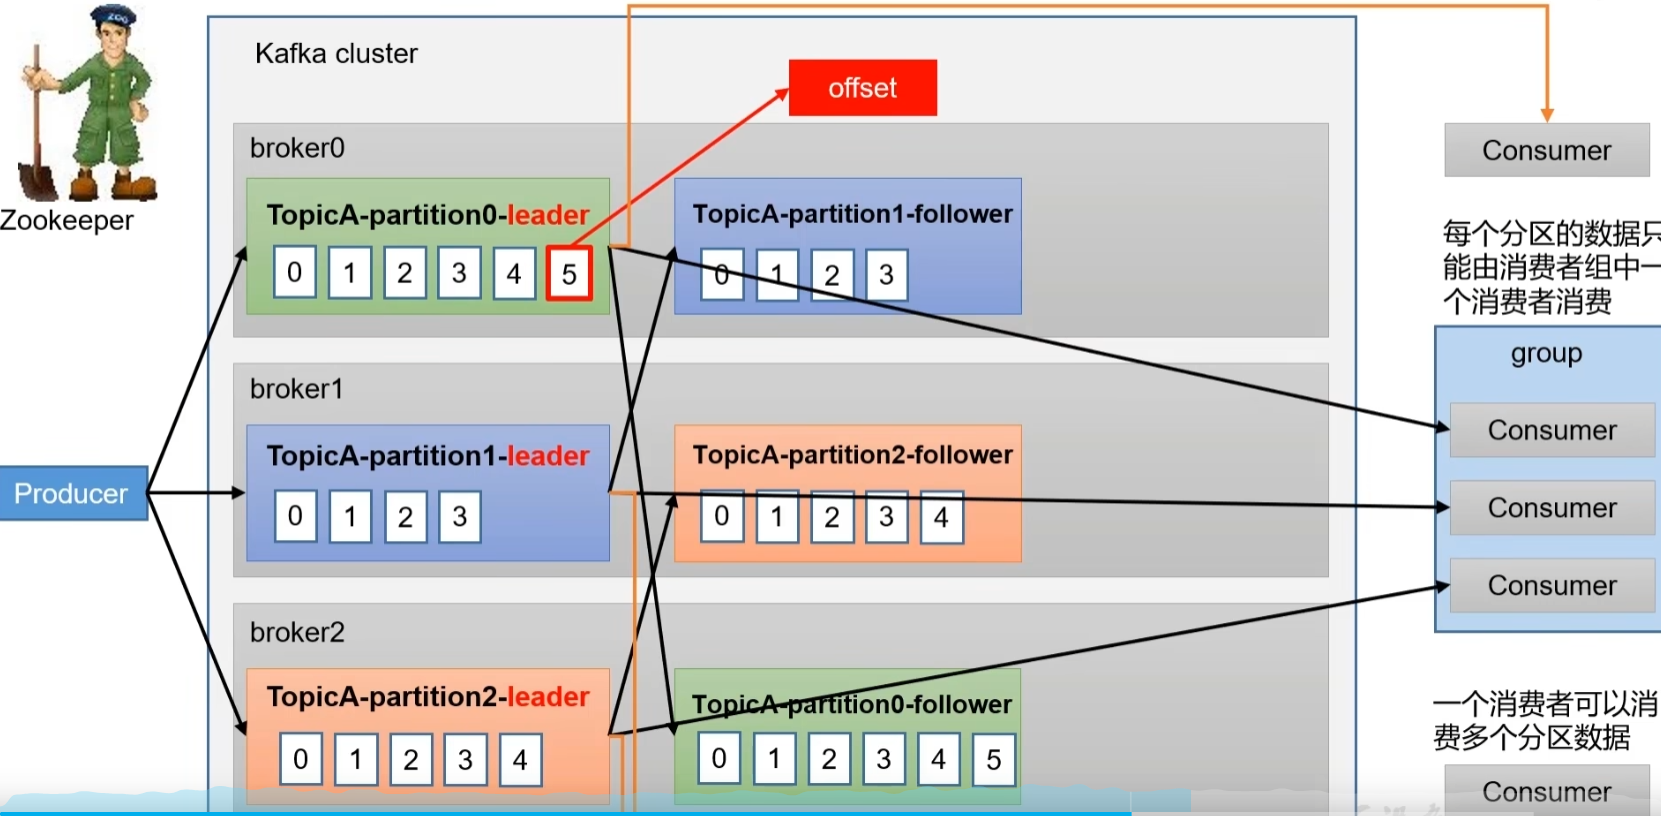 ZOO
Zookeeper
Kafka cluster
offset
Consumer
broker0
TopicA-partition0-leader
0 1 2 3 4 5
TopicA-partition1-follower
0 1 2 3
每个分区的数据只
能由消费者组中一
个消费者消费
group
Consumer
Consumer
Consumer
broker1
TopicA-partition1-leader
0 1 2 3
TopicA-partition2-follower
0 1 2 3 4
Producer
broker2
TopicA-partition2-leader
0 1 2 3 4
TopicA-partition0-follower
0 1 2 3 4 5
一个消费者可以消
费多个分区数据
Consumer